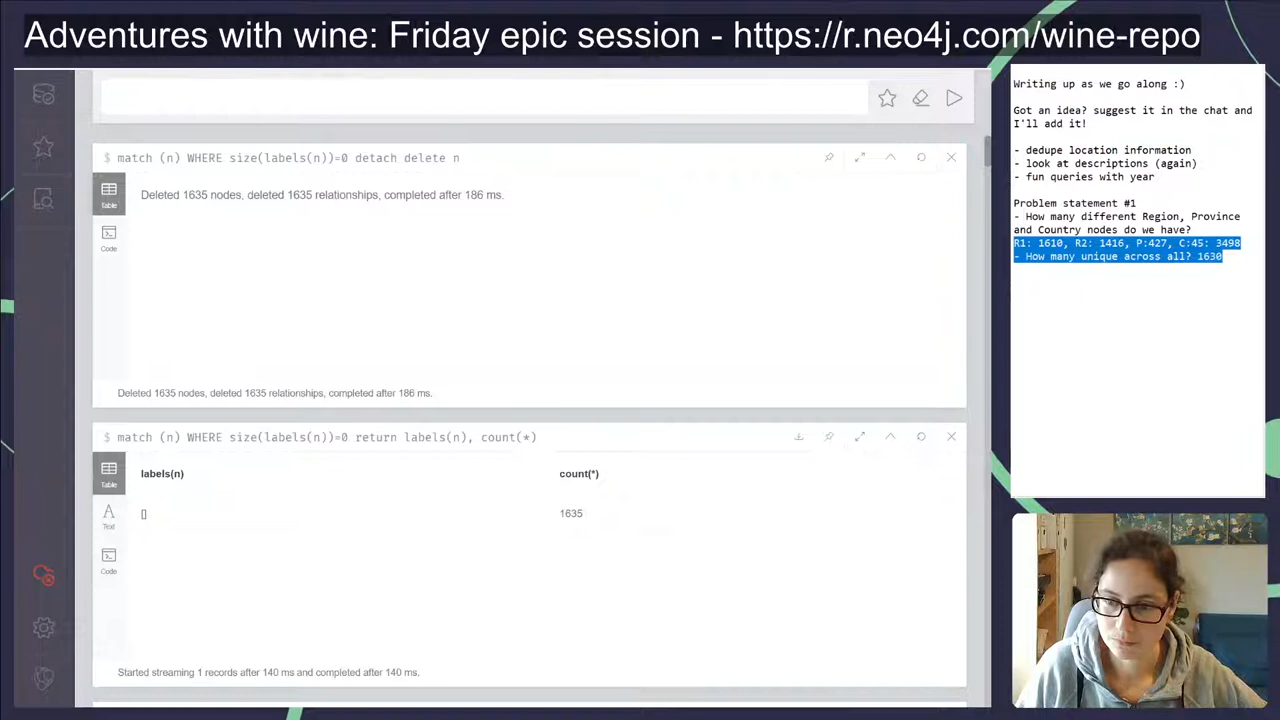 Adventures with wine: Friday epic session - https://r.neo4j.com/wine-repo
$ match (n) WHERE size(labels(n))=0 detach delete n
Table
Deleted 1635 nodes, deleted 1635 relationships, completed after 186 ms.
Code
Deleted 1635 nodes, deleted 1635 relationships, completed after 186 ms.
$ match (n) WHERE size(labels(n))=0 return labels(n), count(*)
Table
labels(n) count(*)
Text
[] 1635
Code
Started streaming 1 records after 140 ms and completed after 140 ms.
Writing up as we go along :)
Got an idea? suggest it in the chat and
I'll add it!
- dedupe location information
- look at descriptions (again)
- fun queries with year
Problem statement #1
- How many different Region, Province
and Country nodes do we have?
R1: 1610, R2: 1416, P:427, C:45: 3498
- How many unique across all? 1630